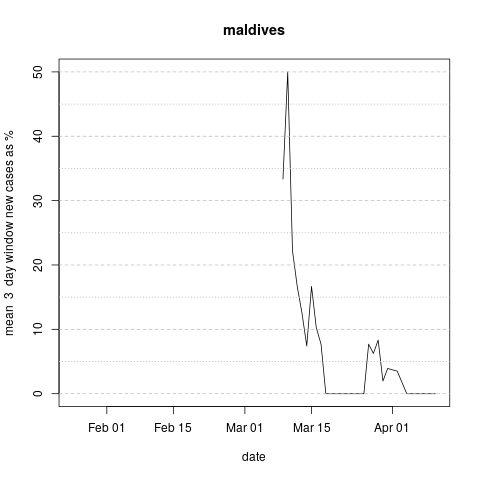 maldives
mean 3 day window new cases as %
50
40
30
20
10
0
Feb 01
Feb 15
Mar 01
Mar 15
Apr 01
date